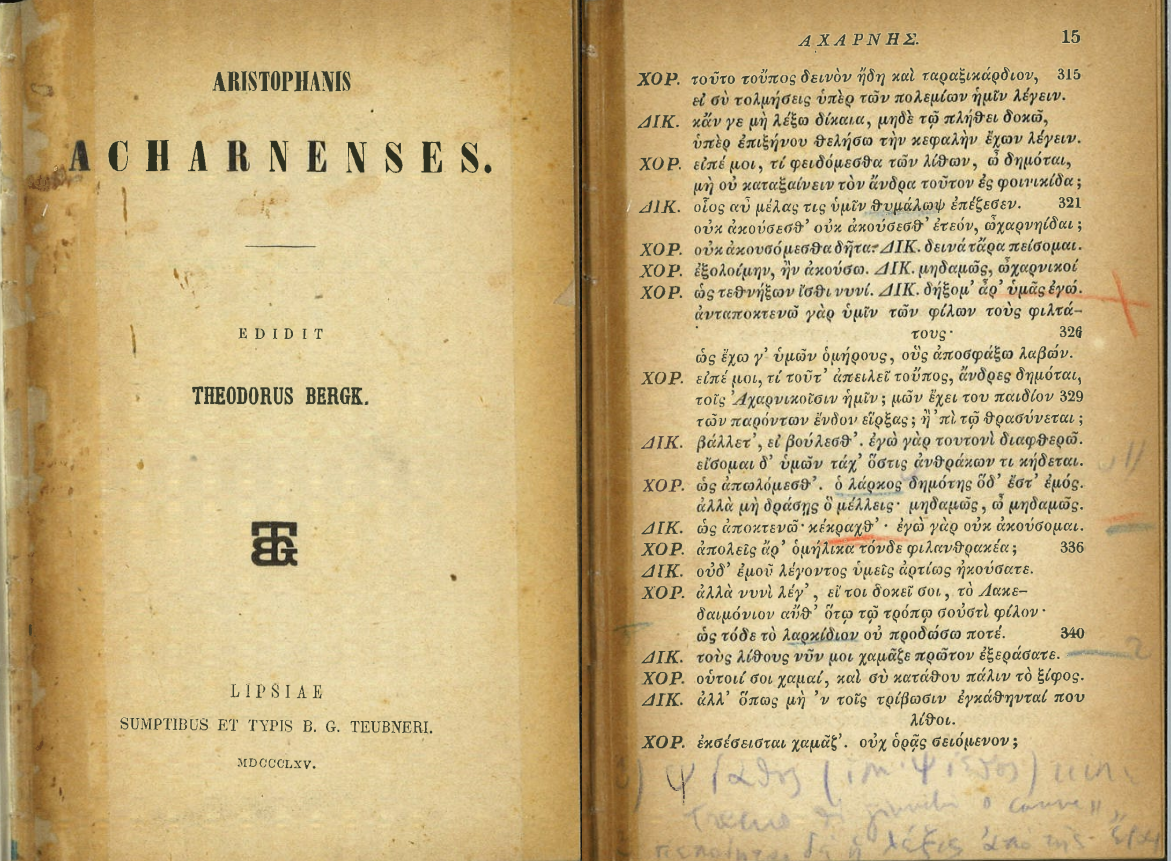 ARISTOPHANIS
ACHARNENSES.
EDIDIT
THEODORUS BERGK.
BTG
LIPSIAE
SUMPTIBUS ET TYPIS B. G. TEUBNERI.
MDCCCLXV.
ΑΧΑΡΝΗΣ. 15
ΧΟΡ. τοῦτο τοὔπος δεινὸν ἤδη καὶ ταραξικάρδιον, 315
εἰ σὺ τολμήσεις ὑπὲρ τῶν πολεμίων ἡμῖν λέγειν.
ΔΙΚ. κἄν γε μὴ λέξω δίκαια, μηδὲ τῷ πλήθει δοκῶ,
ὑπὲρ ἐπιξήνου θελήσω τὴν κεφαλὴν ἔχων λέγειν.
ΧΟΡ. εἰπέ μοι, τί φειδόμεσθα τῶν λίθων, ὦ δημόται,
μὴ οὐ καταξαίνειν τὸν ἄνδρα τοῦτον ἐς φοινικίδα;
ΔΙΚ. οἷος αὖ μέλας τις ὑμῖν θυμάλωψ ἐπέζεσεν. 321
οὐκ ἀκούσεσθ' οὐκ ἀκούσεσθ' ἐτεόν, ὦχαρνηίδαι;
ΧΟΡ. οὐκ ἀκουσόμεσθα δῆτα. ΔΙΚ. δεινὰ τἄρα πείσομαι.
ΧΟΡ. ἐξολοίμην, ἢν ἀκούσω. ΔΙΚ. μηδαμῶς, ὦχαρνικοί
ΧΟΡ. ὡς τεθνήξων ἴσθι νυνί. ΔΙΚ. δήξομ' ἆρ' ὑμᾶς ἐγώ.
ἀνταποκτενῶ γὰρ ὑμῖν τῶν φίλων τοὺς φιλτά-
τους· 326
ὡς ἔχω γ' ὑμῶν ὁμήρους, οὓς ἀποσφάξω λαβών.
ΧΟΡ. εἰπέ μοι, τί τοῦτ' ἀπειλεῖ τοὔπος, ἄνδρες δημόται,
τοῖς Ἀχαρνικοῖσιν ἡμῖν; μῶν ἔχει του παιδίον 329
τῶν παρόντων ἔνδον εἵρξας; ἢ 'πὶ τῷ θρασύνεται;
ΔΙΚ. βάλλετ', εἰ βούλεσθ'. ἐγὼ γὰρ τουτονὶ διαφθερῶ.
εἴσομαι δ' ὑμῶν τάχ' ὅστις ἀνθράκων τι κήδεται.
ΧΟΡ. ὡς ἀπωλόμεσθ'. ὁ λάρκος δημότης ὅδ' ἔστ' ἐμός.
ἀλλὰ μὴ δράσῃς ὃ μέλλεις· μηδαμῶς, ὦ μηδαμῶς.
ΔΙΚ. ὡς ἀποκτενῶ· κέκραχθ'· ἐγὼ γὰρ οὐκ ἀκούσομαι.
ΧΟΡ. ἀπολεῖς ἄρ' ὁμήλικα τόνδε φιλανθρακέα; 336
ΔΙΚ. οὐδ' ἐμοῦ λέγοντος ὑμεῖς ἀρτίως ἠκούσατε.
ΧΟΡ. ἀλλὰ νυνὶ λέγ', εἴ τοι δοκεῖ σοι, τὸ Λακε-
δαιμόνιον αὔθ' ὅτῳ τῷ τρόπῳ σοὐστὶ φίλον·
ὡς τόδε τὸ λαρκίδιον οὐ προδώσω ποτέ. 340
ΔΙΚ. τοὺς λίθους νῦν μοι χαμᾶζε πρῶτον ἐξεράσατε.
ΧΟΡ. οὑτοιί σοι χαμαί, καὶ σὺ κατάθου πάλιν τὸ ξίφος.
ΔΙΚ. ἀλλ' ὅπως μὴ 'ν τοῖς τρίβωσιν ἐγκάθηνταί που
λίθοι.
ΧΟΡ. ἐκσέσεισται χαμᾶζ'. οὐχ ὁρᾷς σειόμενον;
ψίαθος
ἡ λέξις ἀπὸ τῆς